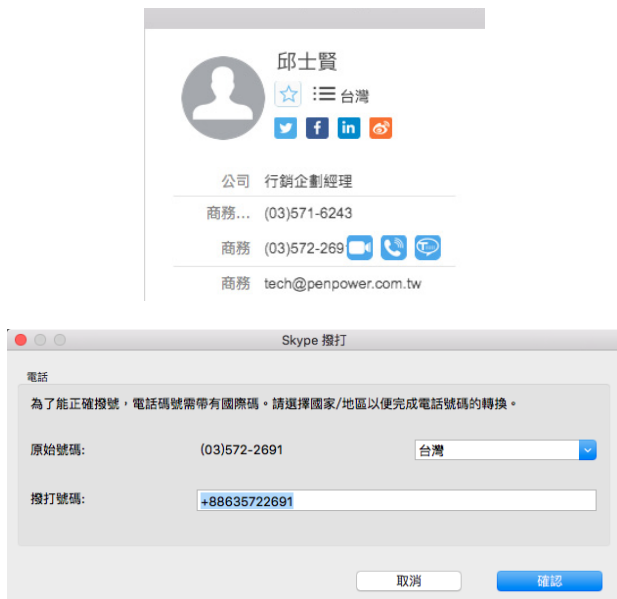 邱士賢
台灣
公司 行銷企劃經理
商務... (03)571-6243
商務 (03)572-269
商務 tech@penpower.com.tw
Skype 撥打
電話
為了能正確撥號，電話碼號需帶有國際碼。請選擇國家/地區以便完成電話號碼的轉換。
原始號碼: (03)572-2691 台灣
撥打號碼: +88635722691
取消 確認